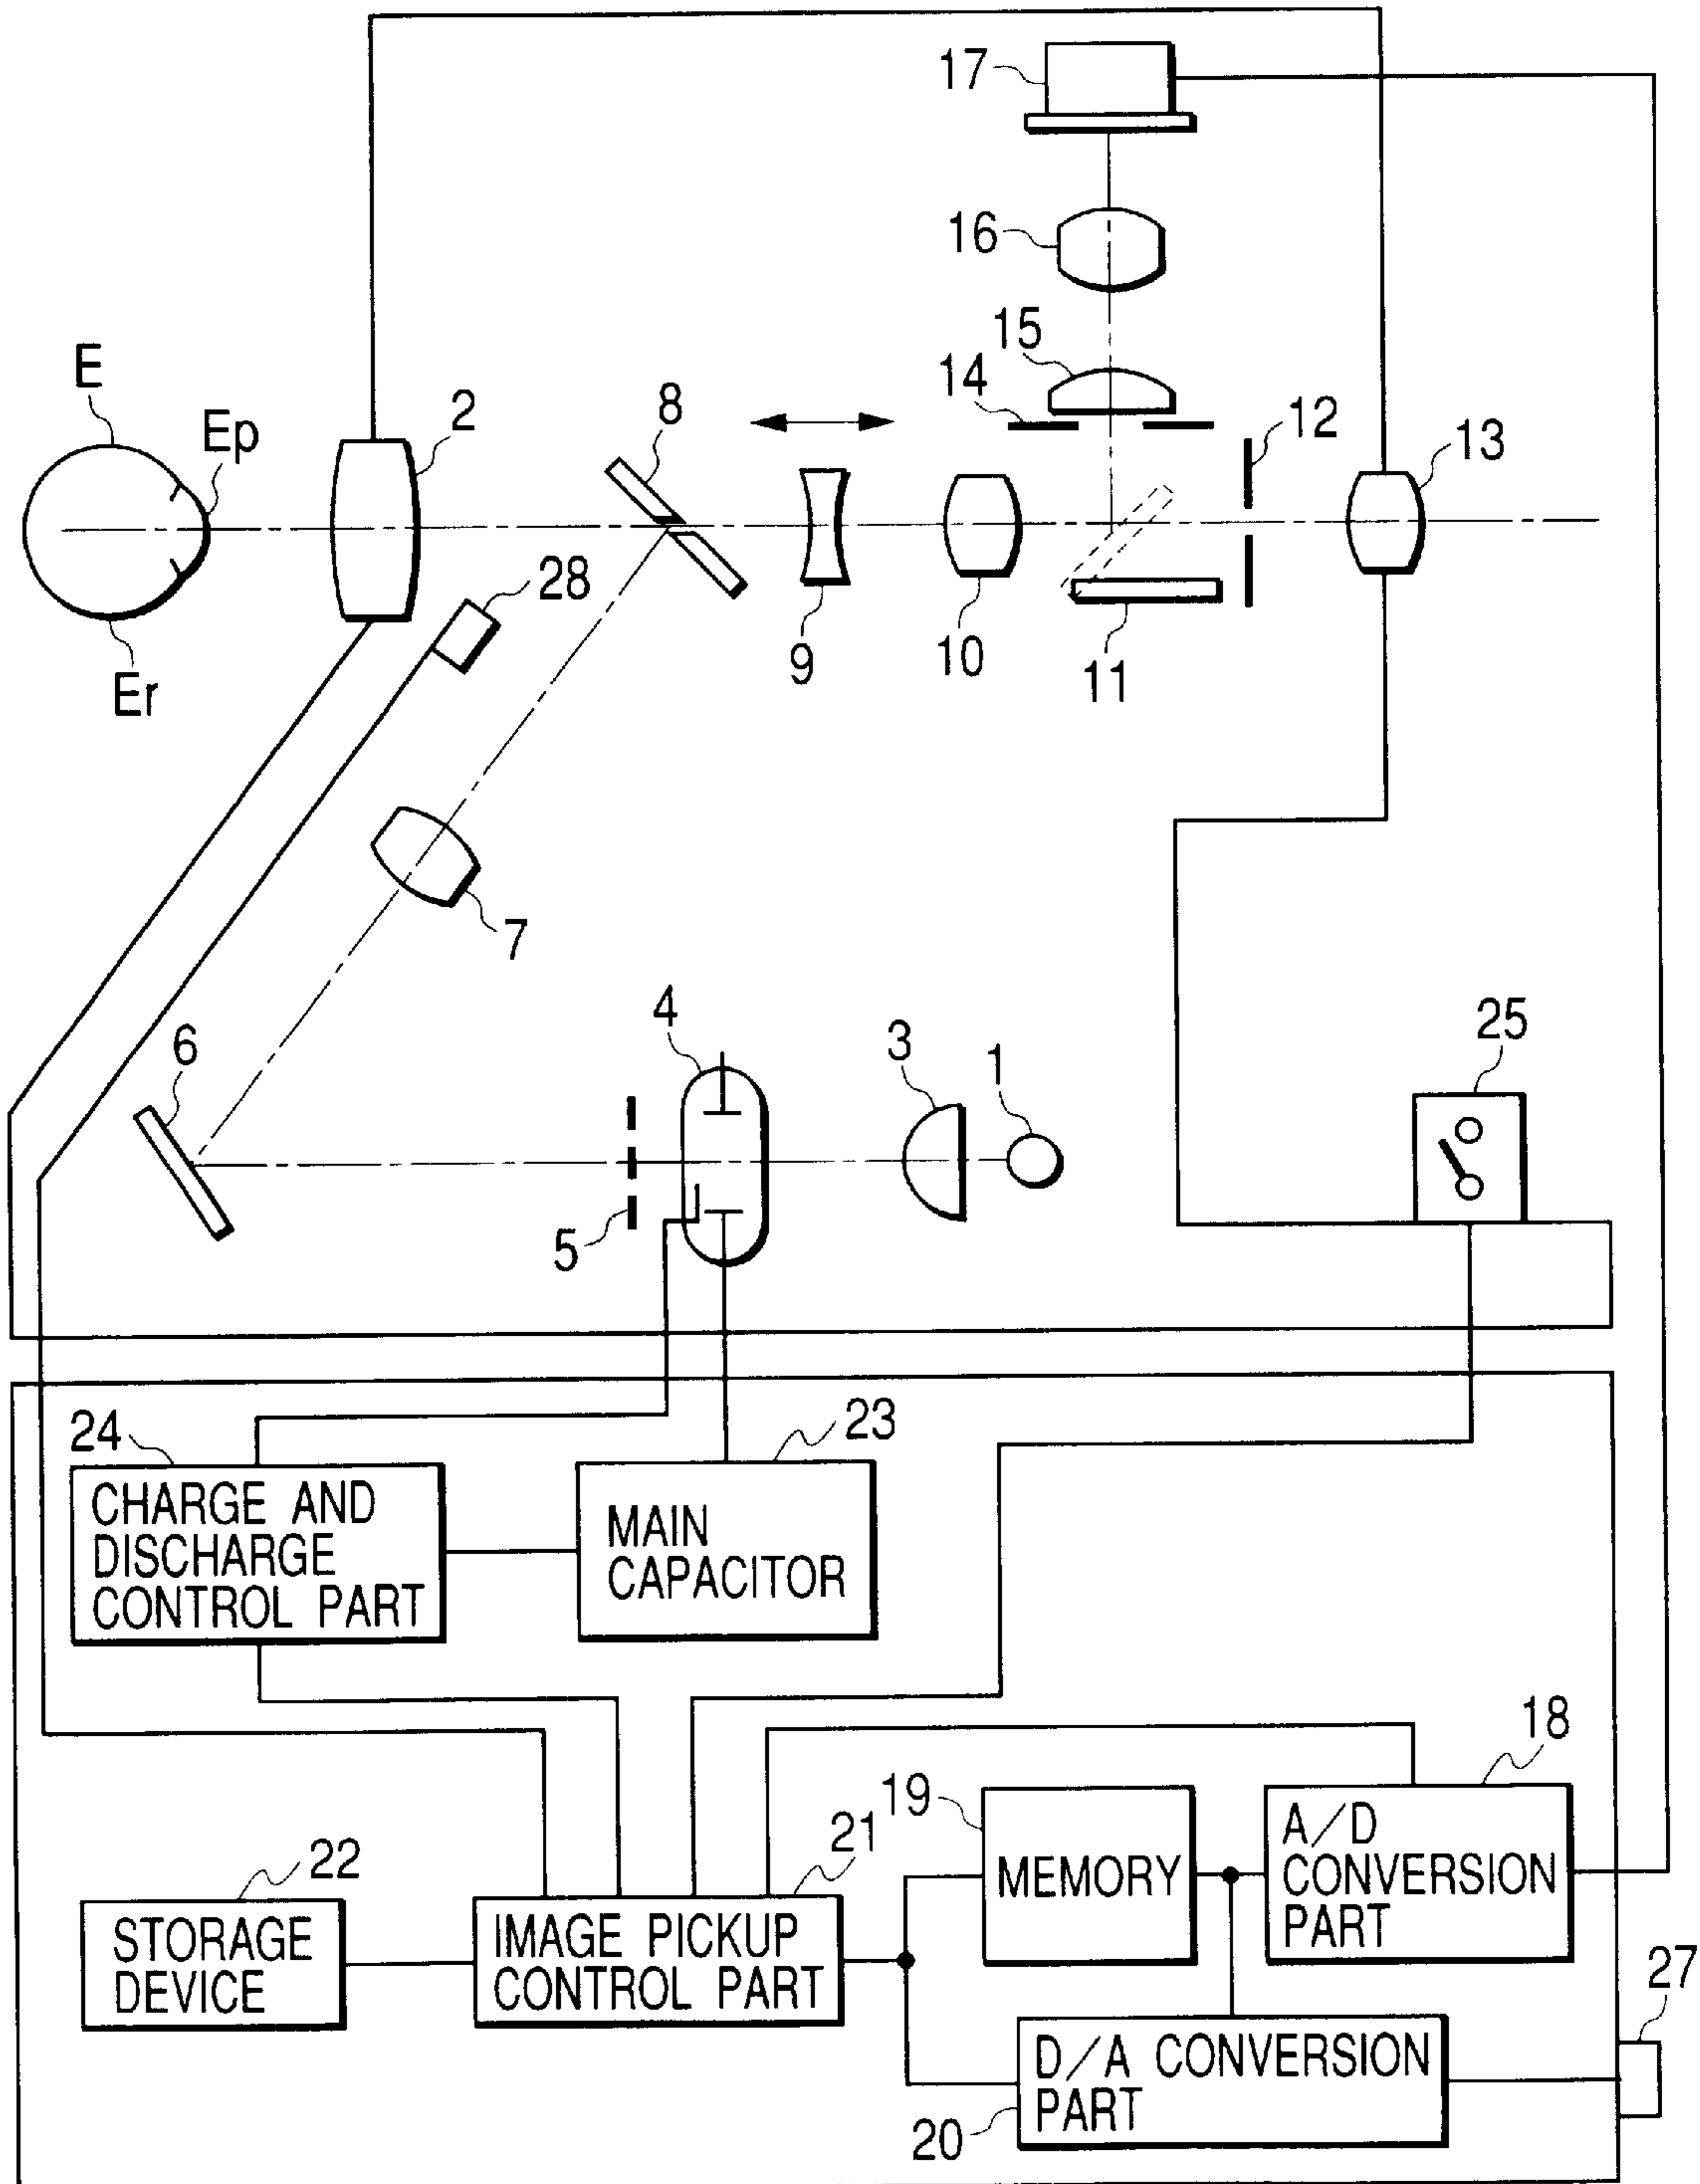 17
16
15
14
E
Ep
2
8
12
13
28
9
10
11
Er
7
6
4
3
1
25
5
24
23
CHARGE AND
DISCHARGE
CONTROL PART
MAIN
CAPACITOR
18
19
21
22
A/D
CONVERSION
PART
MEMORY
STORAGE
DEVICE
IMAGE PICKUP
CONTROL PART
27
D/A CONVERSION
PART
20